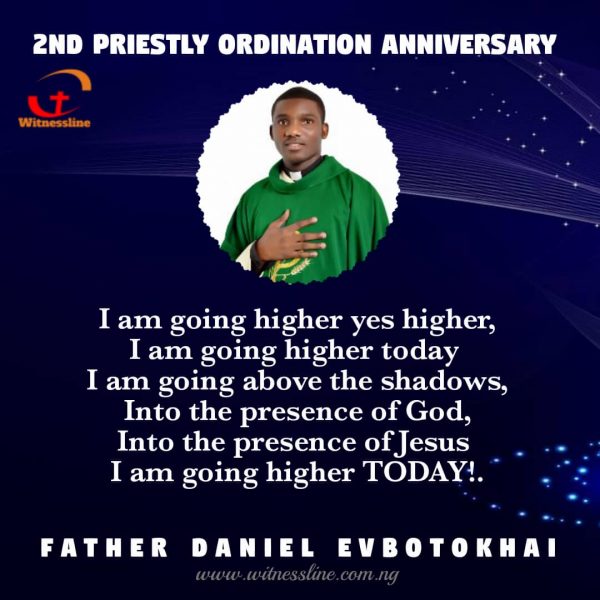 2ND PRIESTLY ORDINATION ANNIVERSARY
Witnessline
I am going higher yes higher,
I am going higher today
I am going above the shadows,
Into the presence of God,
Into the presence of Jesus
I am going higher TODAY!.
FATHER DANIEL EVBOTOKHAI
www.witnessline.com.ng